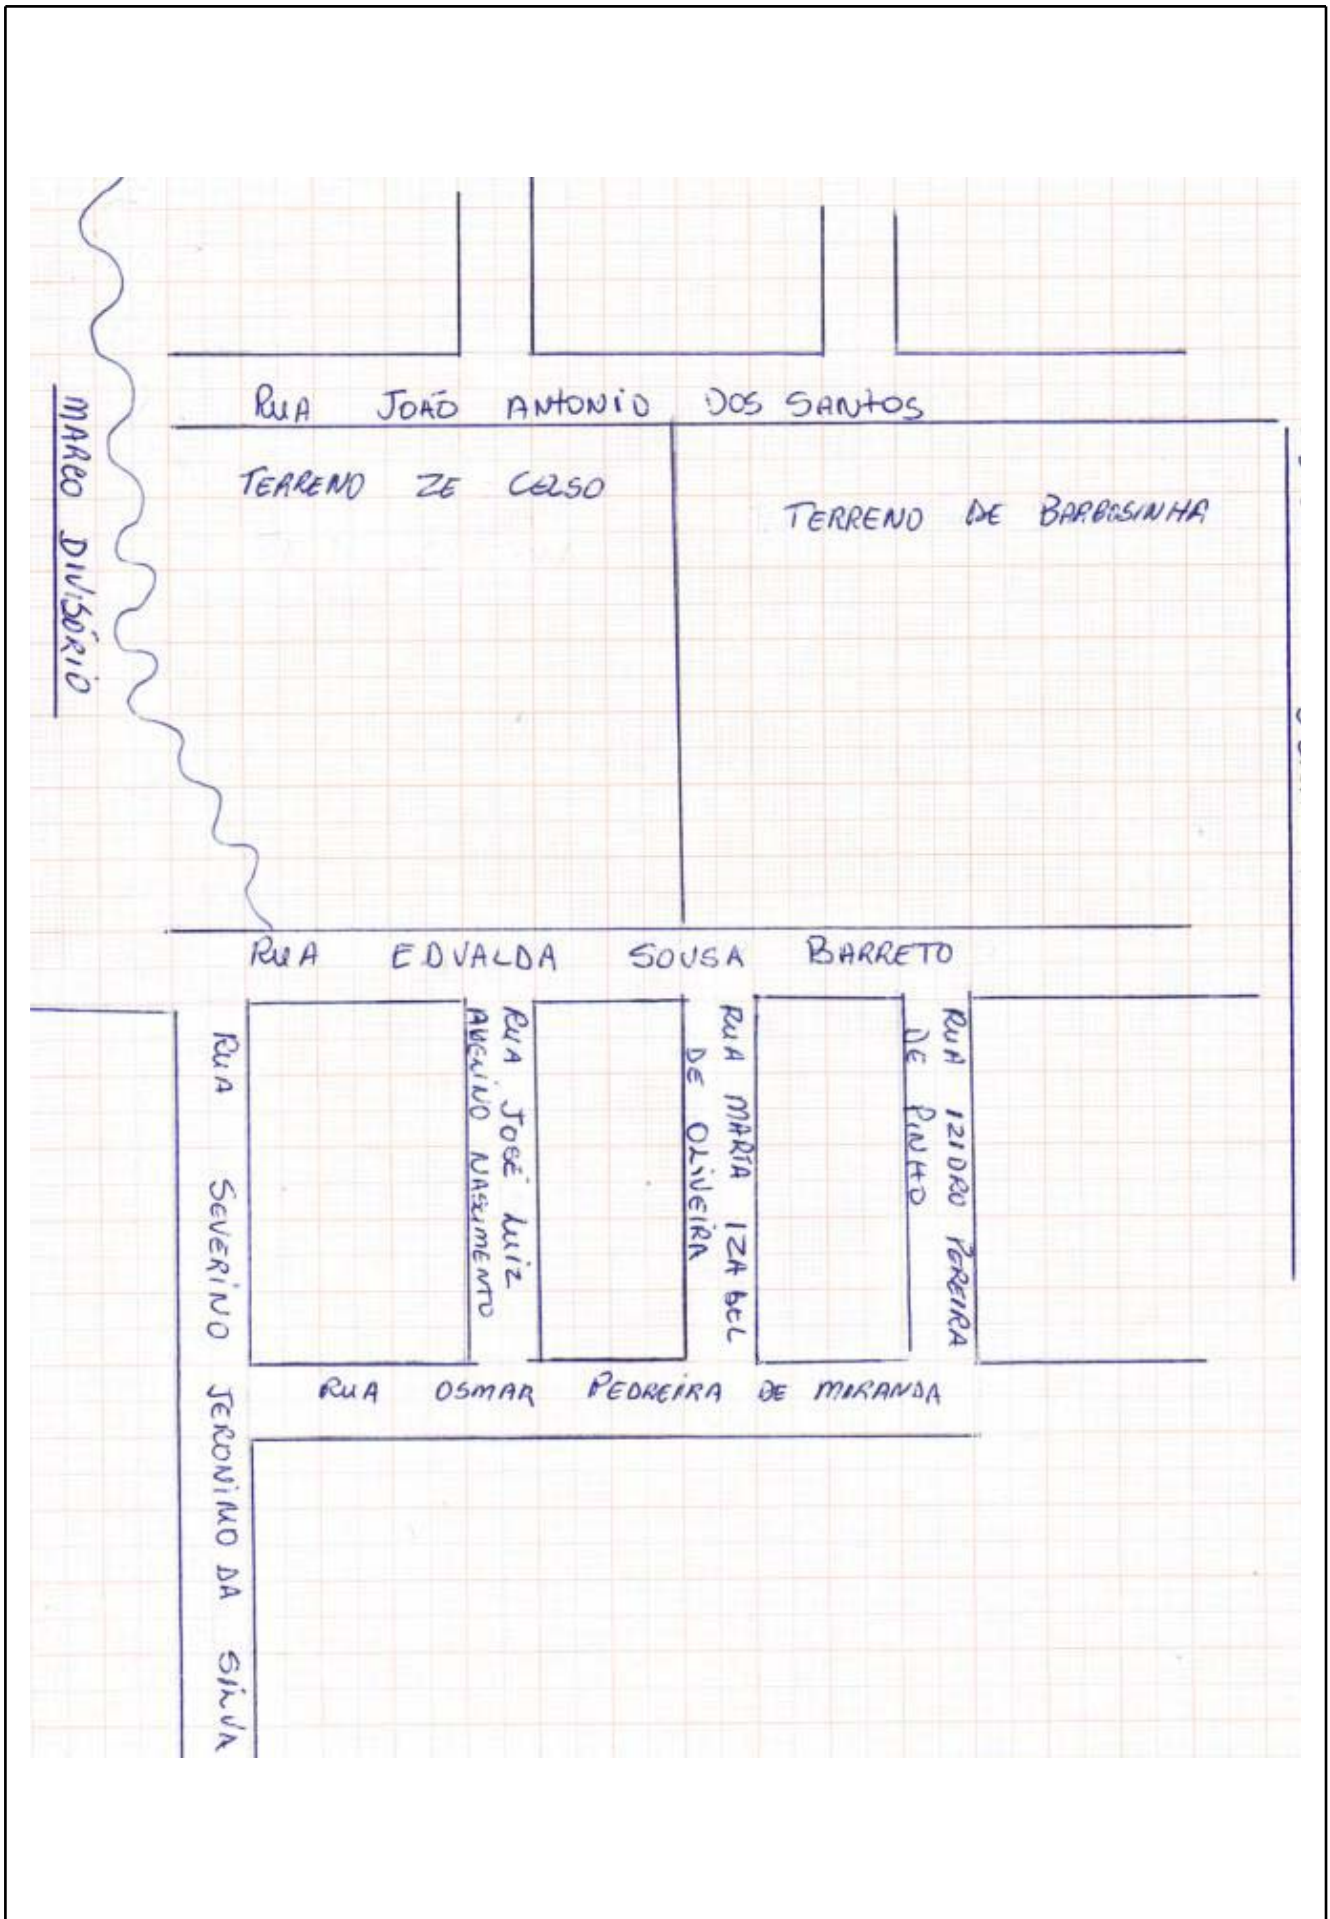 RUA JOÃO ANTONIO DOS SANTOS
MARCO DIVISÓRIO
TERRENO ZE CELSO
TERRENO DE BARBOSINHA
RUA EDVALDA SOUSA BARRETO
RUA SEVERINO JERONIMO DA SILVA
RUA JOSÉ LUIZ
AVELINO NASCIMENTO
RUA MARIA IZABEL
DE OLIVEIRA
RUA IZIDRO PEREIRA
DE PINHO
RUA OSMAR PEDREIRA DE MIRANDA